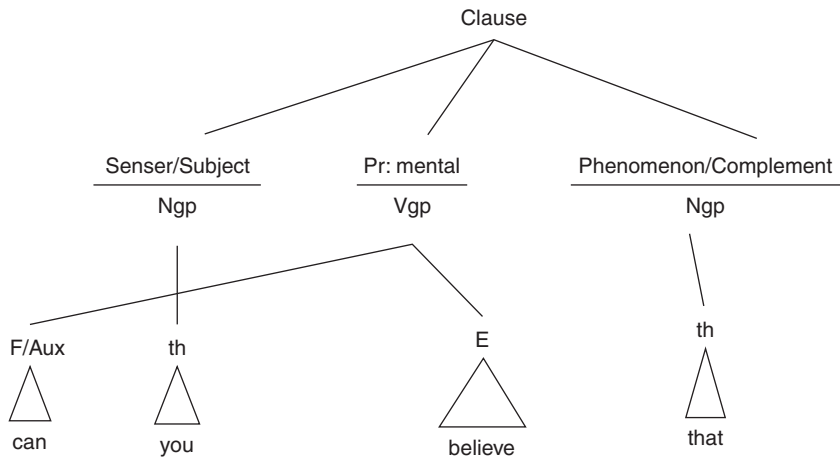 Clause
Senser/Subject Pr: mental Phenomenon/Complement
Ngp Vgp Ngp
F/Aux th E th
can you believe that